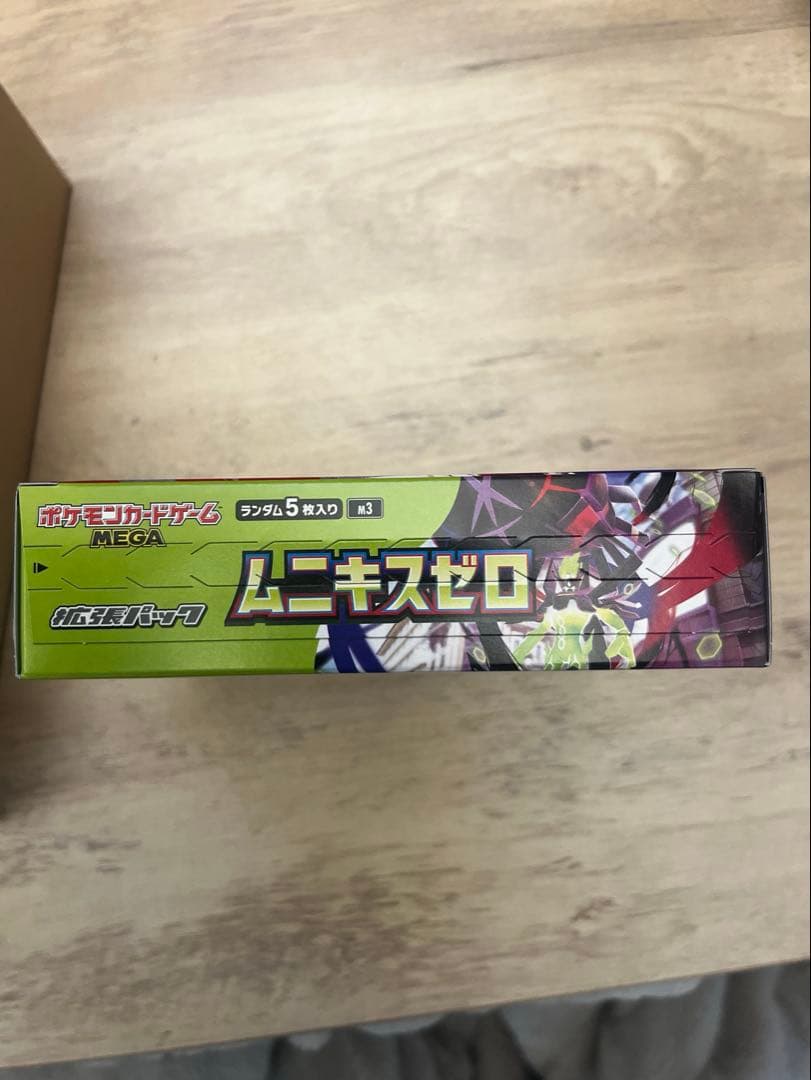 ポケモンカードゲーム
MEGA
ランダム5枚入り M3
拡張パック
ムニキスゼロ